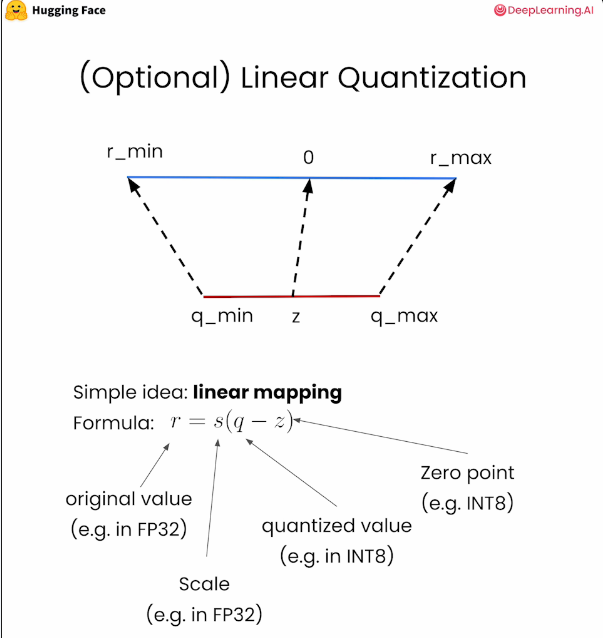 Hugging Face
DeepLearning.AI
(Optional) Linear Quantization
r_min 0 r_max
q_min z q_max
Simple idea: linear mapping
Formula: r = s(q − z)
Zero point
(e.g. INT8)
original value
(e.g. in FP32)
quantized value
(e.g. in INT8)
Scale
(e.g. in FP32)